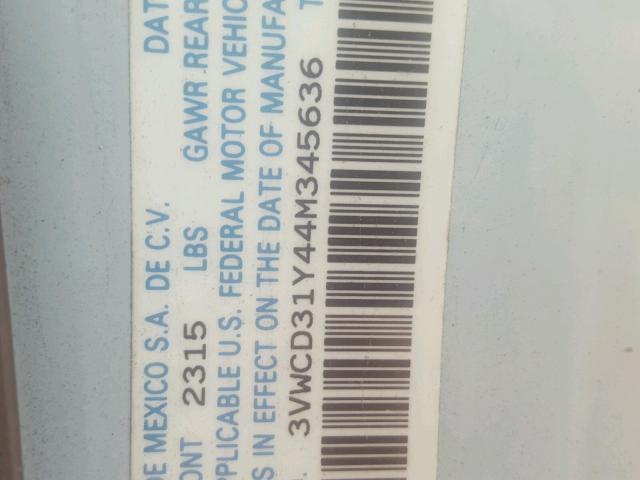 DE MEXICO S.A. DE C.V. DAT
ONT 2315 LBS GAWR REAR
PPLICABLE U.S. FEDERAL MOTOR VEHIC
S IN EFFECT ON THE DATE OF MANUFA
3VWCD31Y44M345636 T